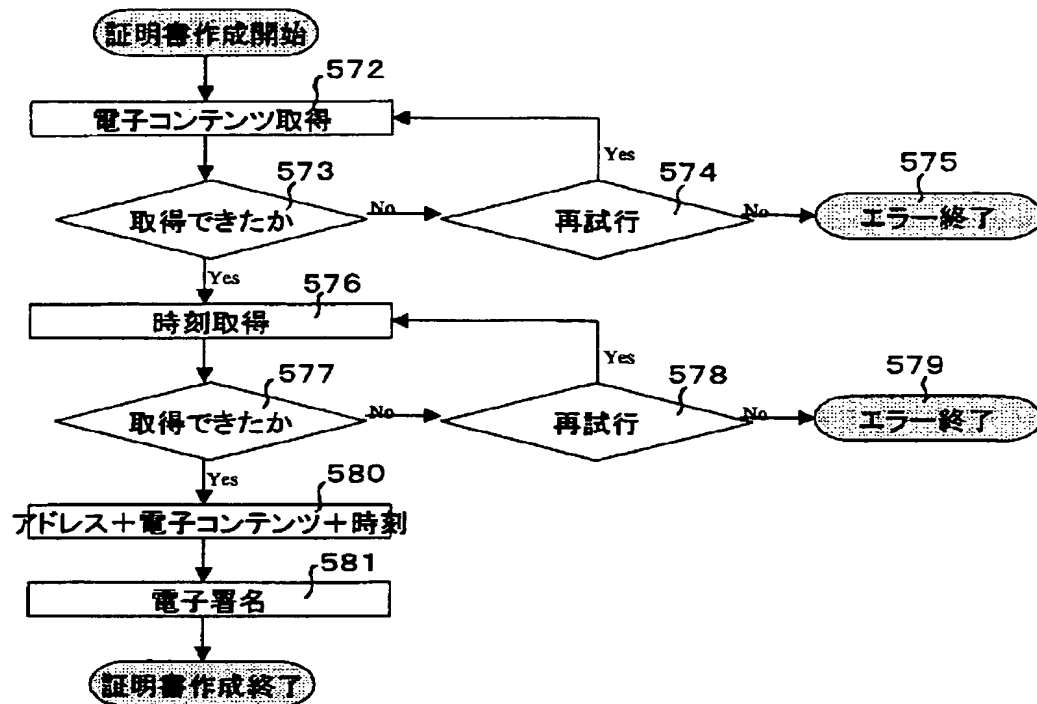 証明書作成開始
572
電子コンテンツ取得
Yes
573
574
575
取得できたか
No
再試行
No
エラー終了
Yes
576
時刻取得
Yes
577
578
579
取得できたか
No
再試行
No
エラー終了
Yes
580
アドレス+電子コンテンツ+時刻
581
電子署名
証明書作成終了